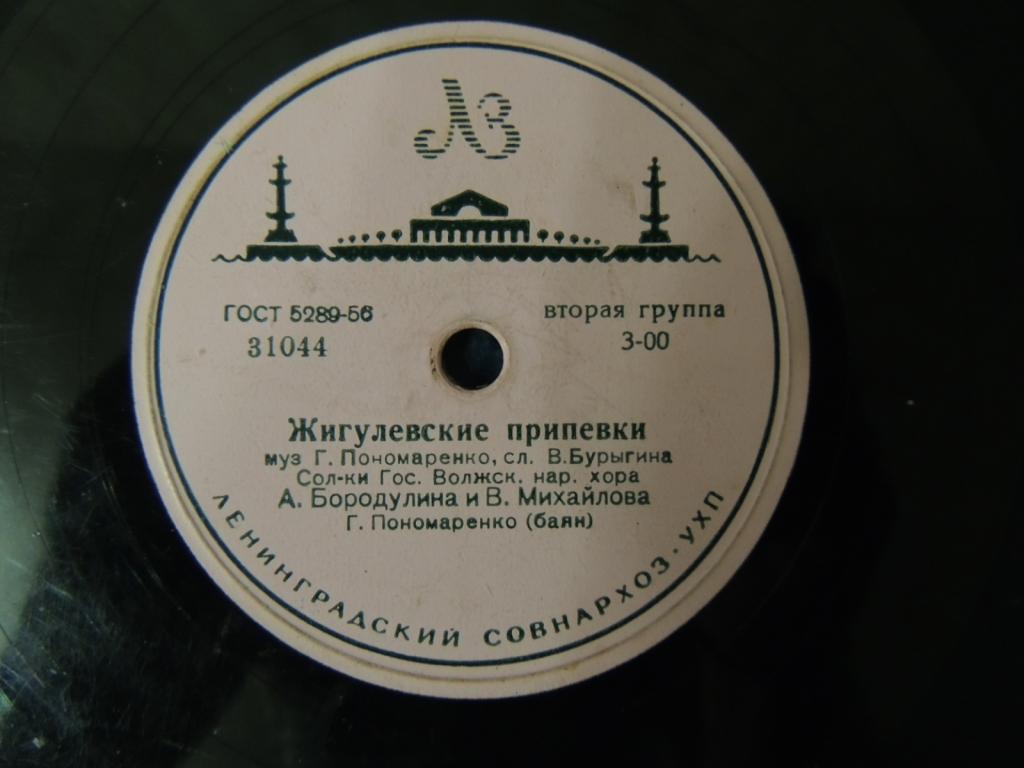 ЛЗ
ГОСТ 5289-56
31044
вторая группа
3-00
Жигулевские припевки
муз Г. Пономаренко, сл. В.Бурыгина
Сол-ки Гос. Волжск. нар. хора
А. Бородулина и В. Михайлова
Г. Пономаренко (баян)
ЛЕНИНГРАДСКИЙ СОВНАРХОЗ·УХП